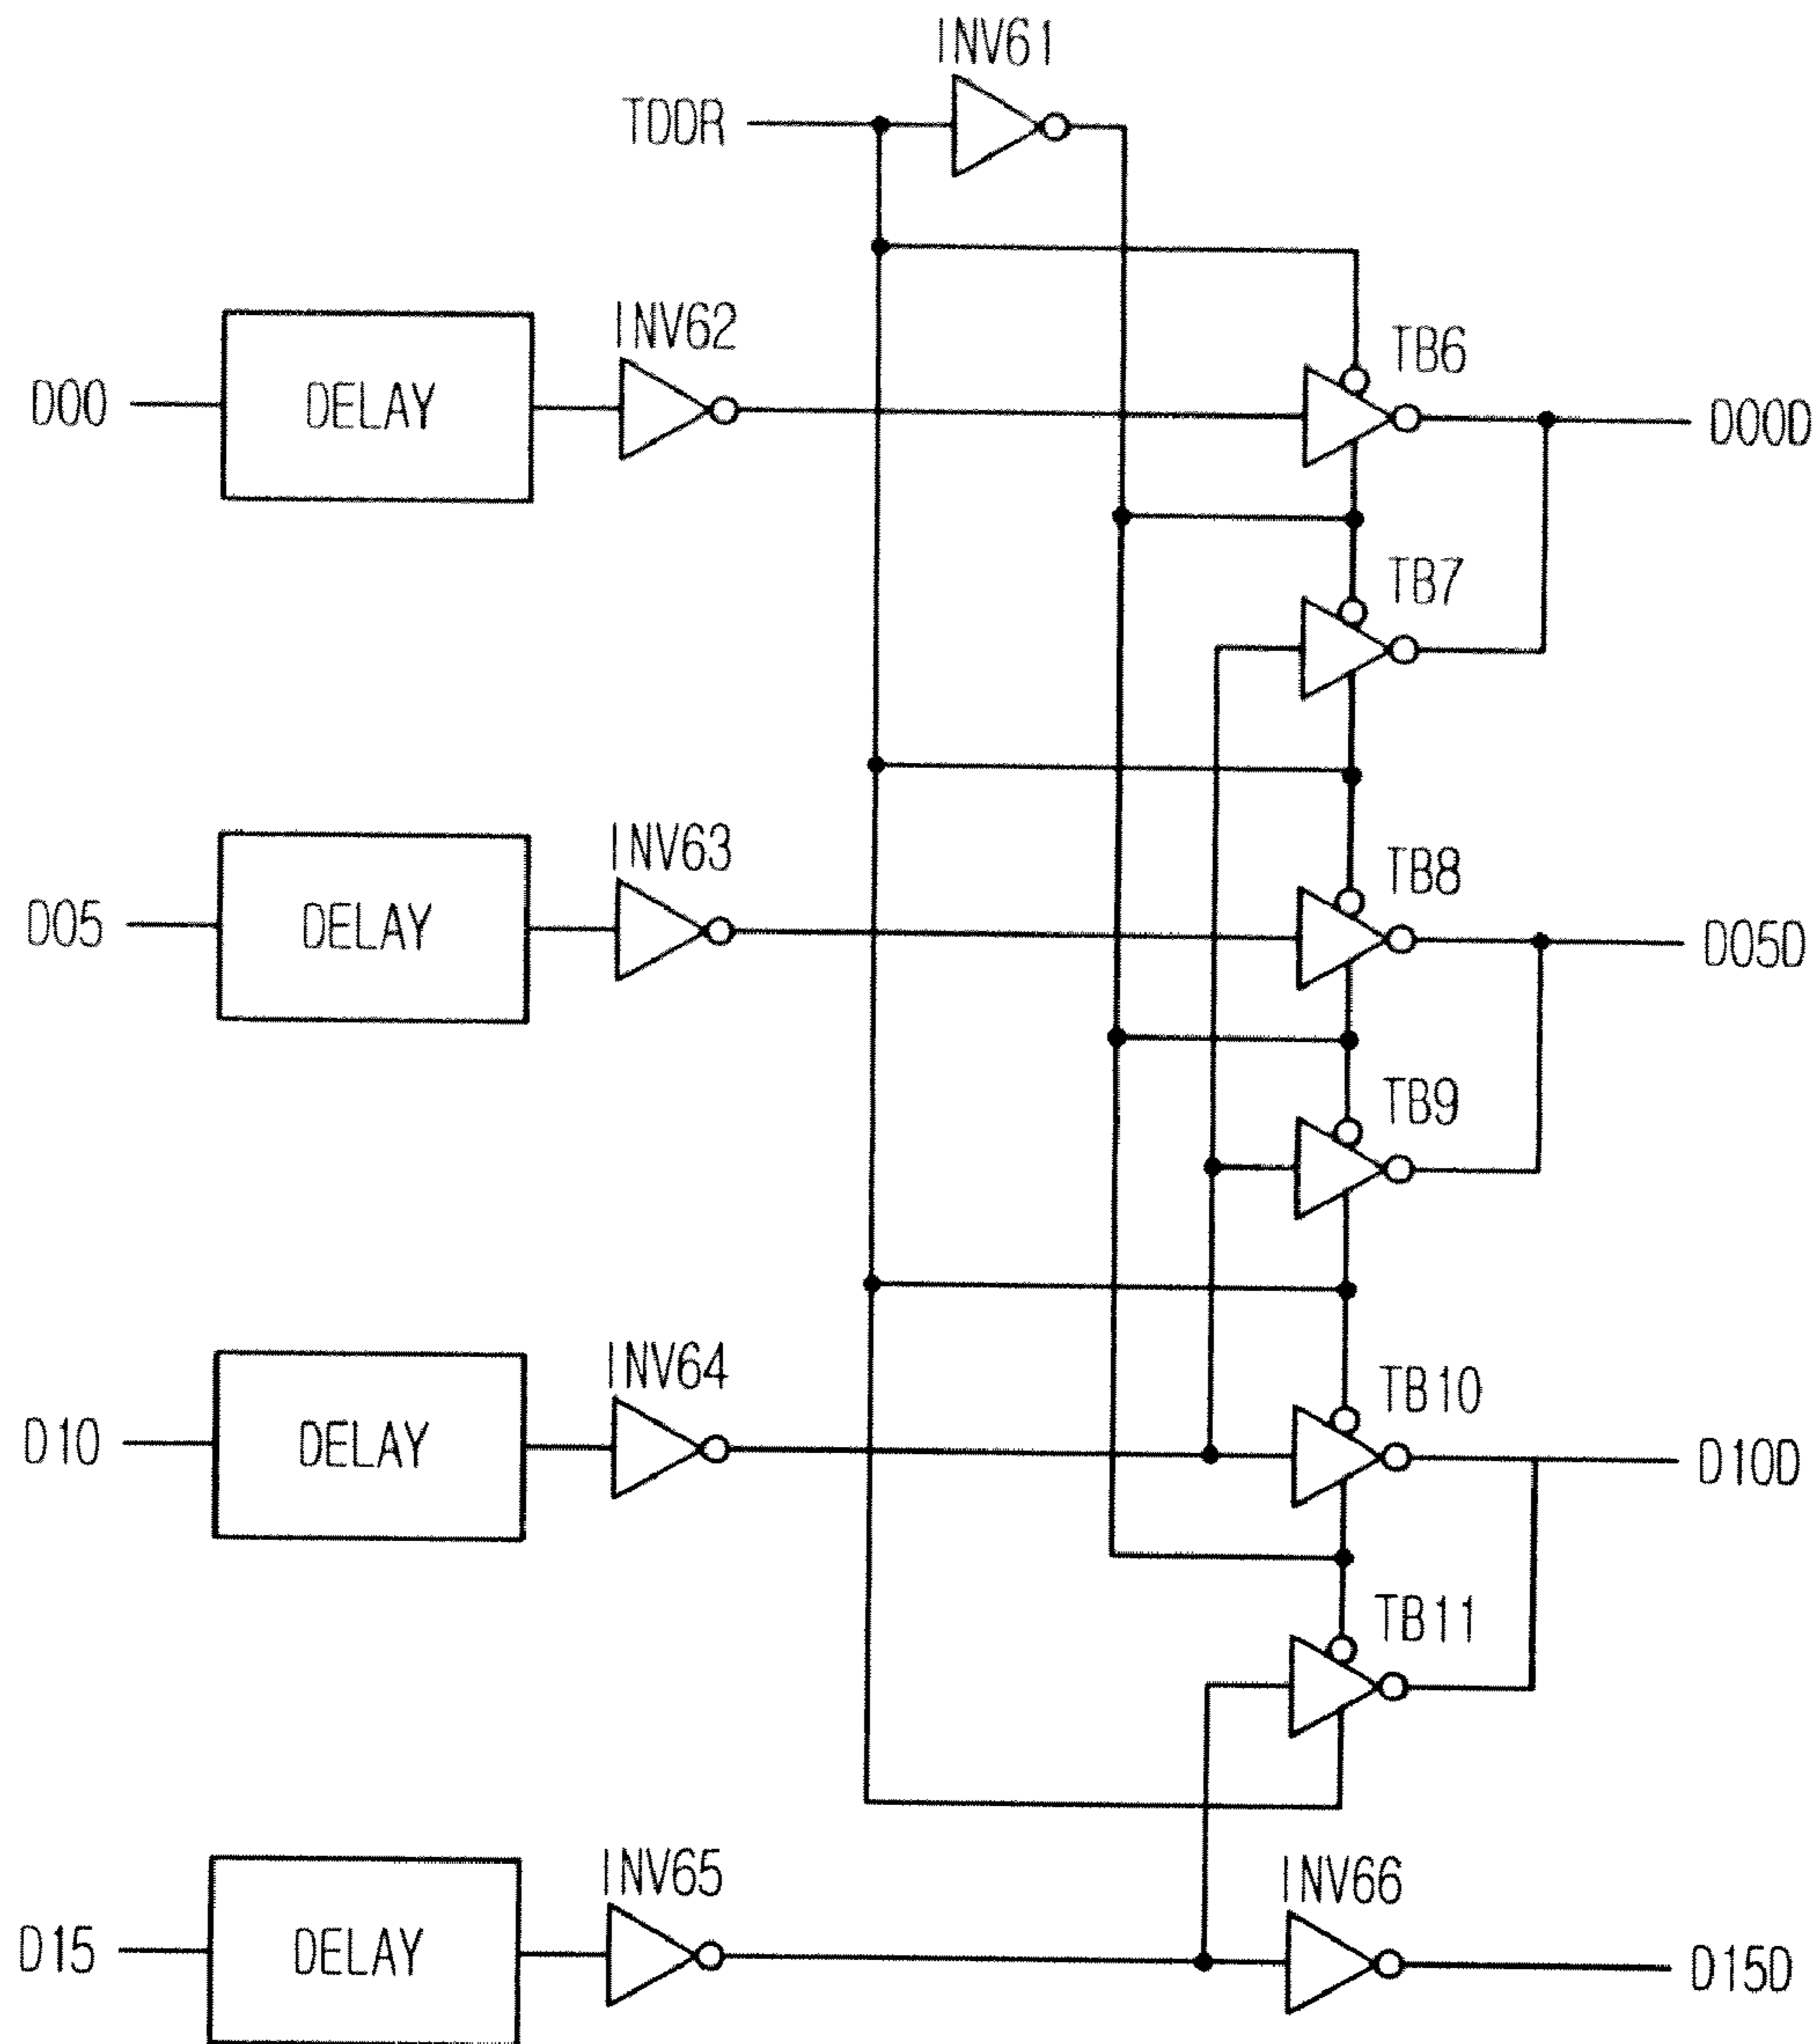 INV61
TDDR
INV62
TB6
D00
DELAY
D00D
TB7
INV63
TB8
D05
DELAY
D05D
TB9
INV64
TB10
D10
DELAY
D10D
TB11
INV65
INV66
D15
DELAY
D15D